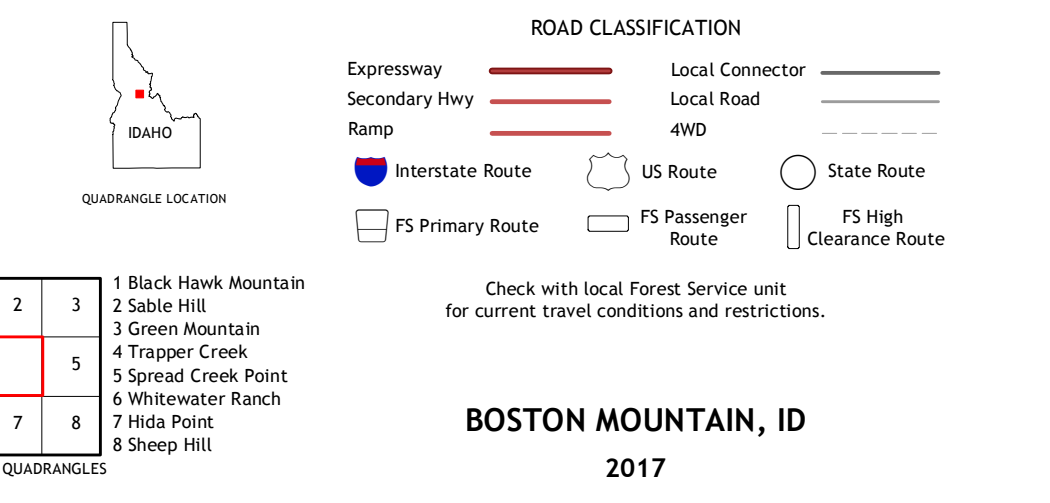 IDAHO
QUADRANGLE LOCATION
ROAD CLASSIFICATION
Expressway
Secondary Hwy
Ramp
Local Connector
Local Road
4WD
Interstate Route
US Route
State Route
FS Primary Route
FS Passenger
Route
FS High
Clearance Route
Check with local Forest Service unit
for current travel conditions and restrictions.
2
3
5
7
8
1 Black Hawk Mountain
2 Sable Hill
3 Green Mountain
4 Trapper Creek
5 Spread Creek Point
6 Whitewater Ranch
7 Hida Point
8 Sheep Hill
QUADRANGLES
BOSTON MOUNTAIN, ID
2017